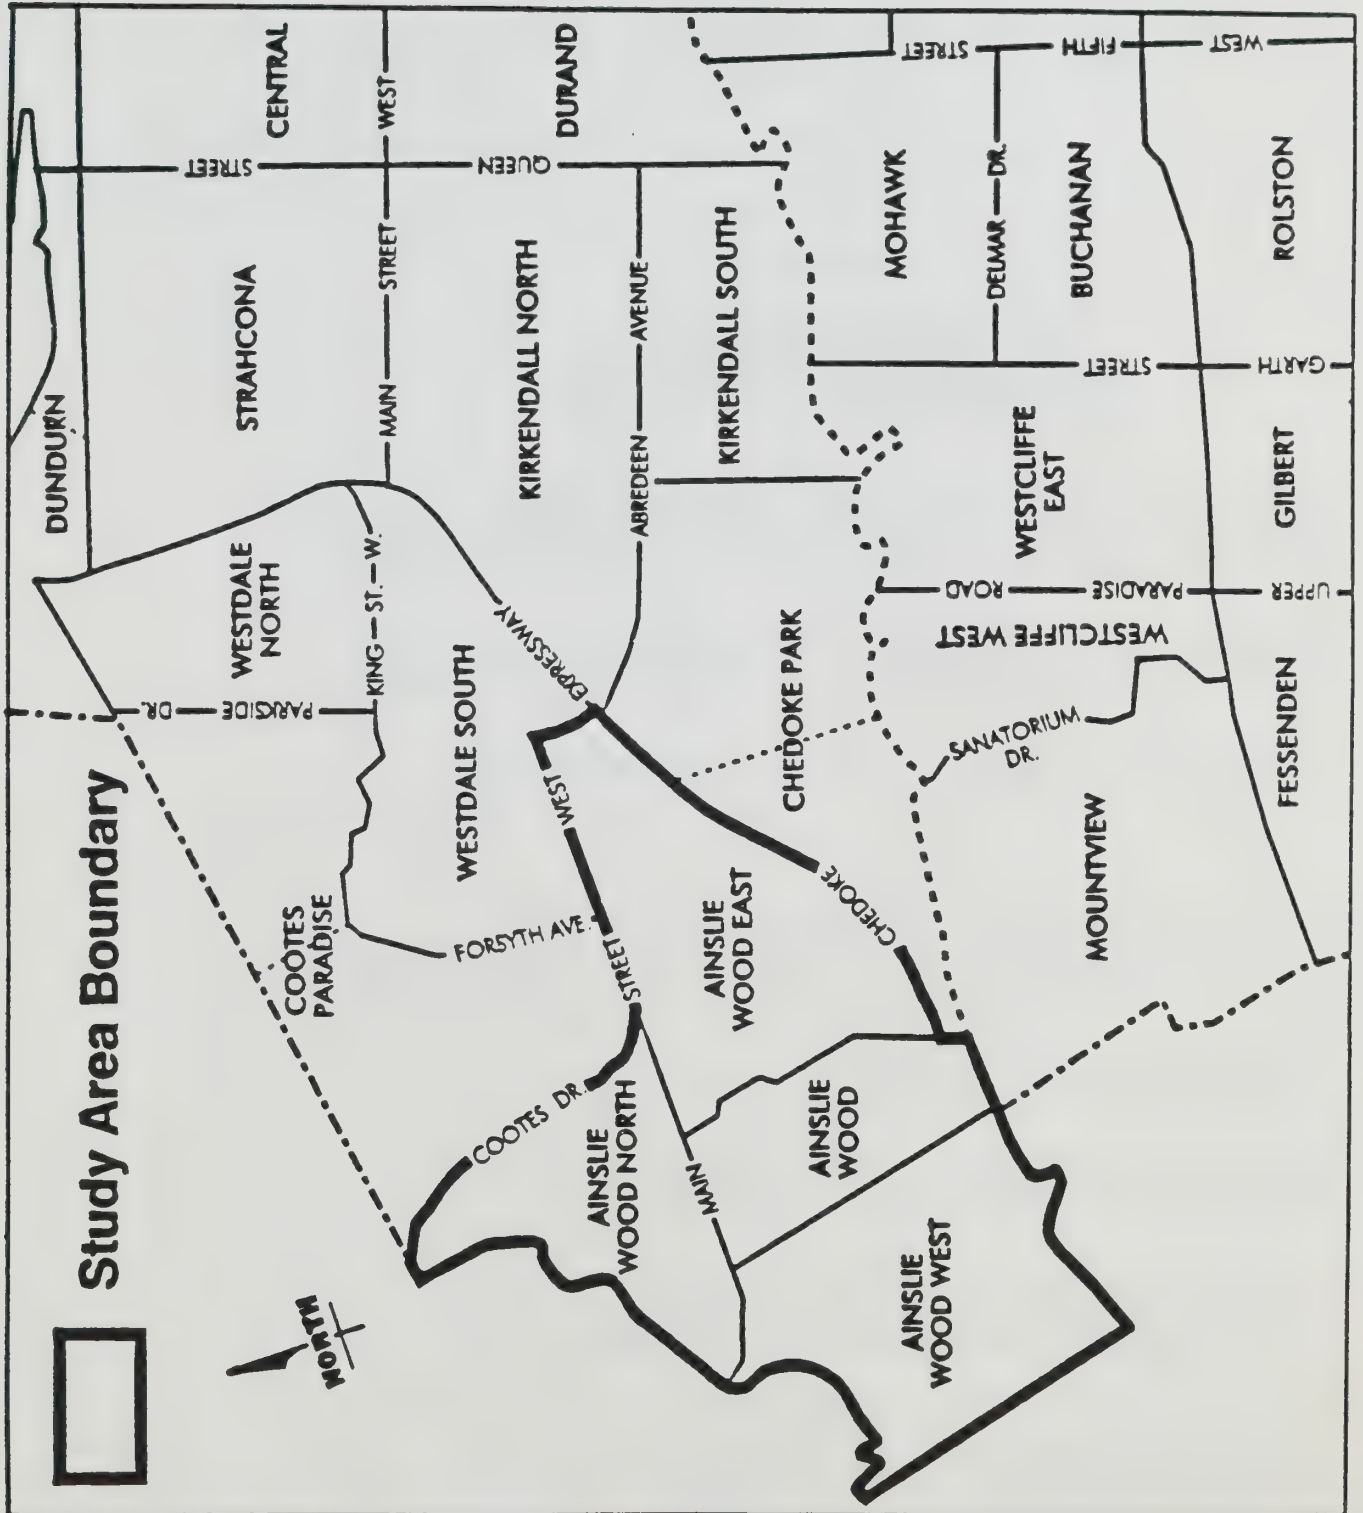 Study Area Boundary
NORTH
DUNDURN
STRAHCONA
CENTRAL
DURAND
STREET
QUEEN
MAIN
STREET
WEST
KIRKENDALL NORTH
ABREDEEN
AVENUE
KIRKENDALL SOUTH
WESTDALE
NORTH
KING
ST.
W.
PARKSIDE
DR.
WESTDALE SOUTH
EXPRESSWAY
CHEDOKE
COOTES
PARADISE
FORSYTH AVE.
WEST
STREET
MAIN
COOTES DR.
AINSLIE
WOOD NORTH
AINSLIE
WOOD EAST
AINSLIE
WOOD
AINSLIE
WOOD WEST
CHEDOKE PARK
MOHAWK
DELMAR
DR.
BUCHANAN
ROLSTON
WEST
FIFTH
STREET
GARTH
STREET
WESTCLIFFE
EAST
GILBERT
UPPER
PARADISE
ROAD
WESTCLIFFE WEST
SANATORIUM
DR.
MOUNTVIEW
FESSENDEN